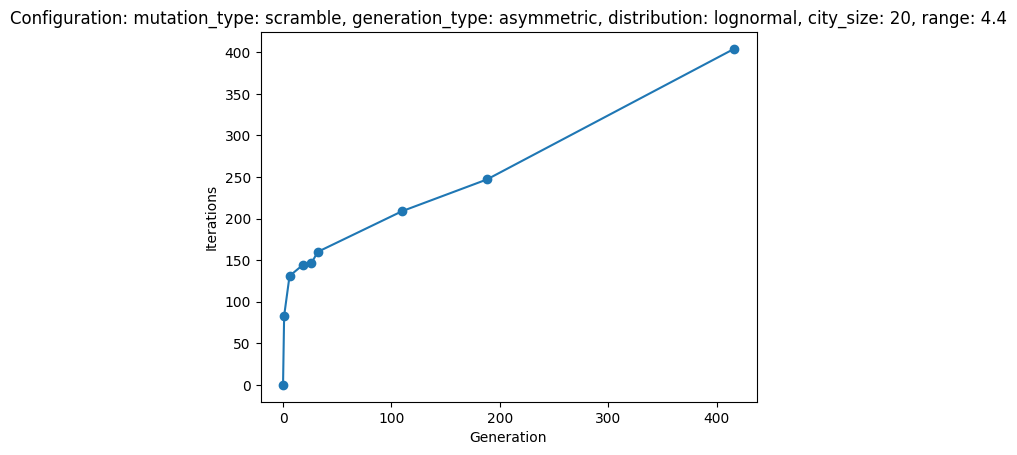 Configuration: mutation_type: scramble, generation_type: asymmetric, distribution: lognormal, city_size: 20, range: 4.4
400
350
300
250
200
150
100
50
0
Iterations
0 100 200 300 400
Generation